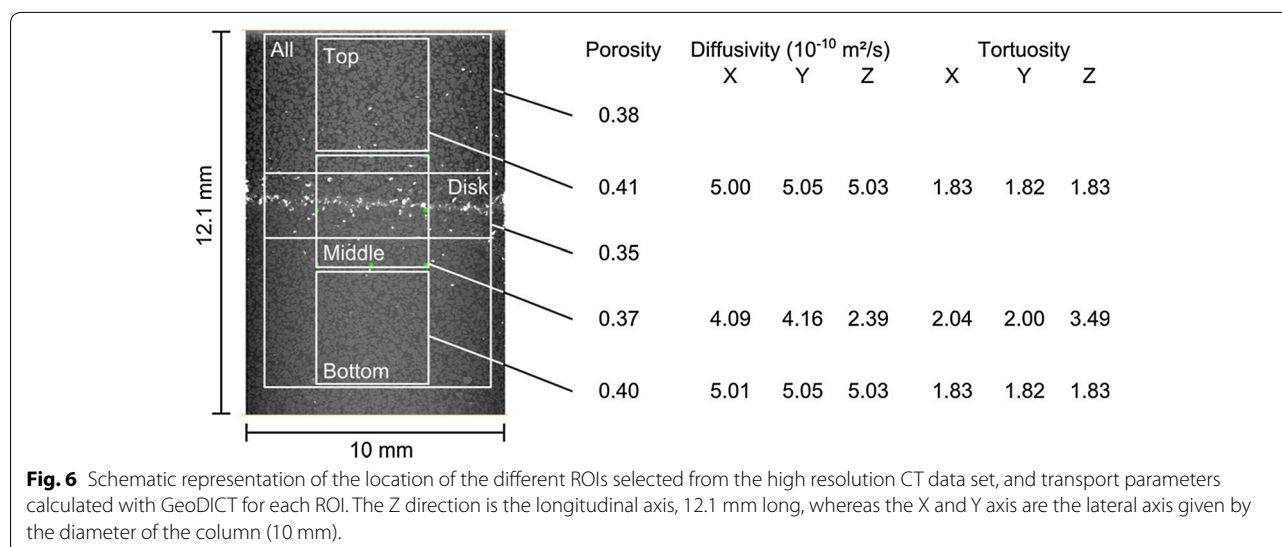 All
Top
Disk
Middle
Bottom
12.1 mm
10 mm
Porosity Diffusivity (10⁻¹⁰ m²/s) Tortuosity
X Y Z X Y Z
0.38
0.41 5.00 5.05 5.03 1.83 1.82 1.83
0.35
0.37 4.09 4.16 2.39 2.04 2.00 3.49
0.40 5.01 5.05 5.03 1.83 1.82 1.83
Fig. 6 Schematic representation of the location of the different ROIs selected from the high resolution CT data set, and transport parameters
calculated with GeoDICT for each ROI. The Z direction is the longitudinal axis, 12.1 mm long, whereas the X and Y axis are the lateral axis given by
the diameter of the column (10 mm).